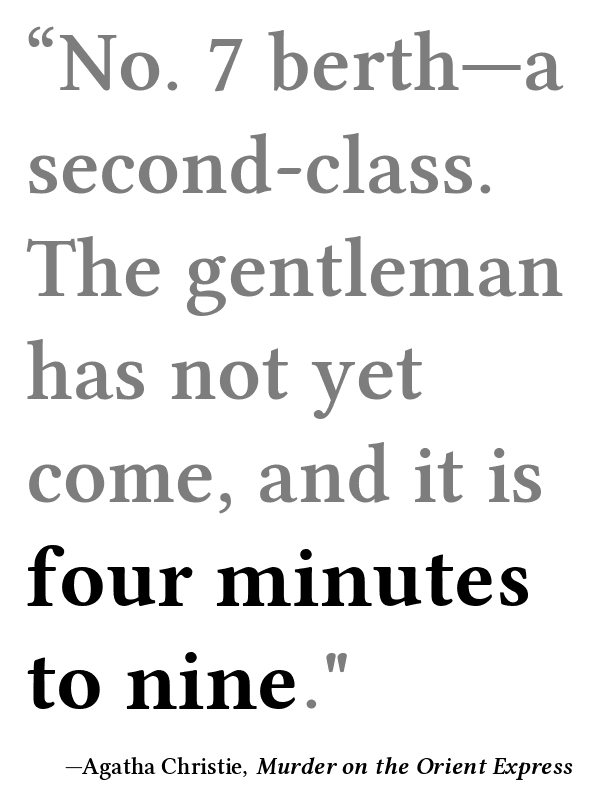 “No. 7 berth—a
second-class.
The gentleman
has not yet
come, and it is
four minutes
to nine."
—Agatha Christie, Murder on the Orient Express